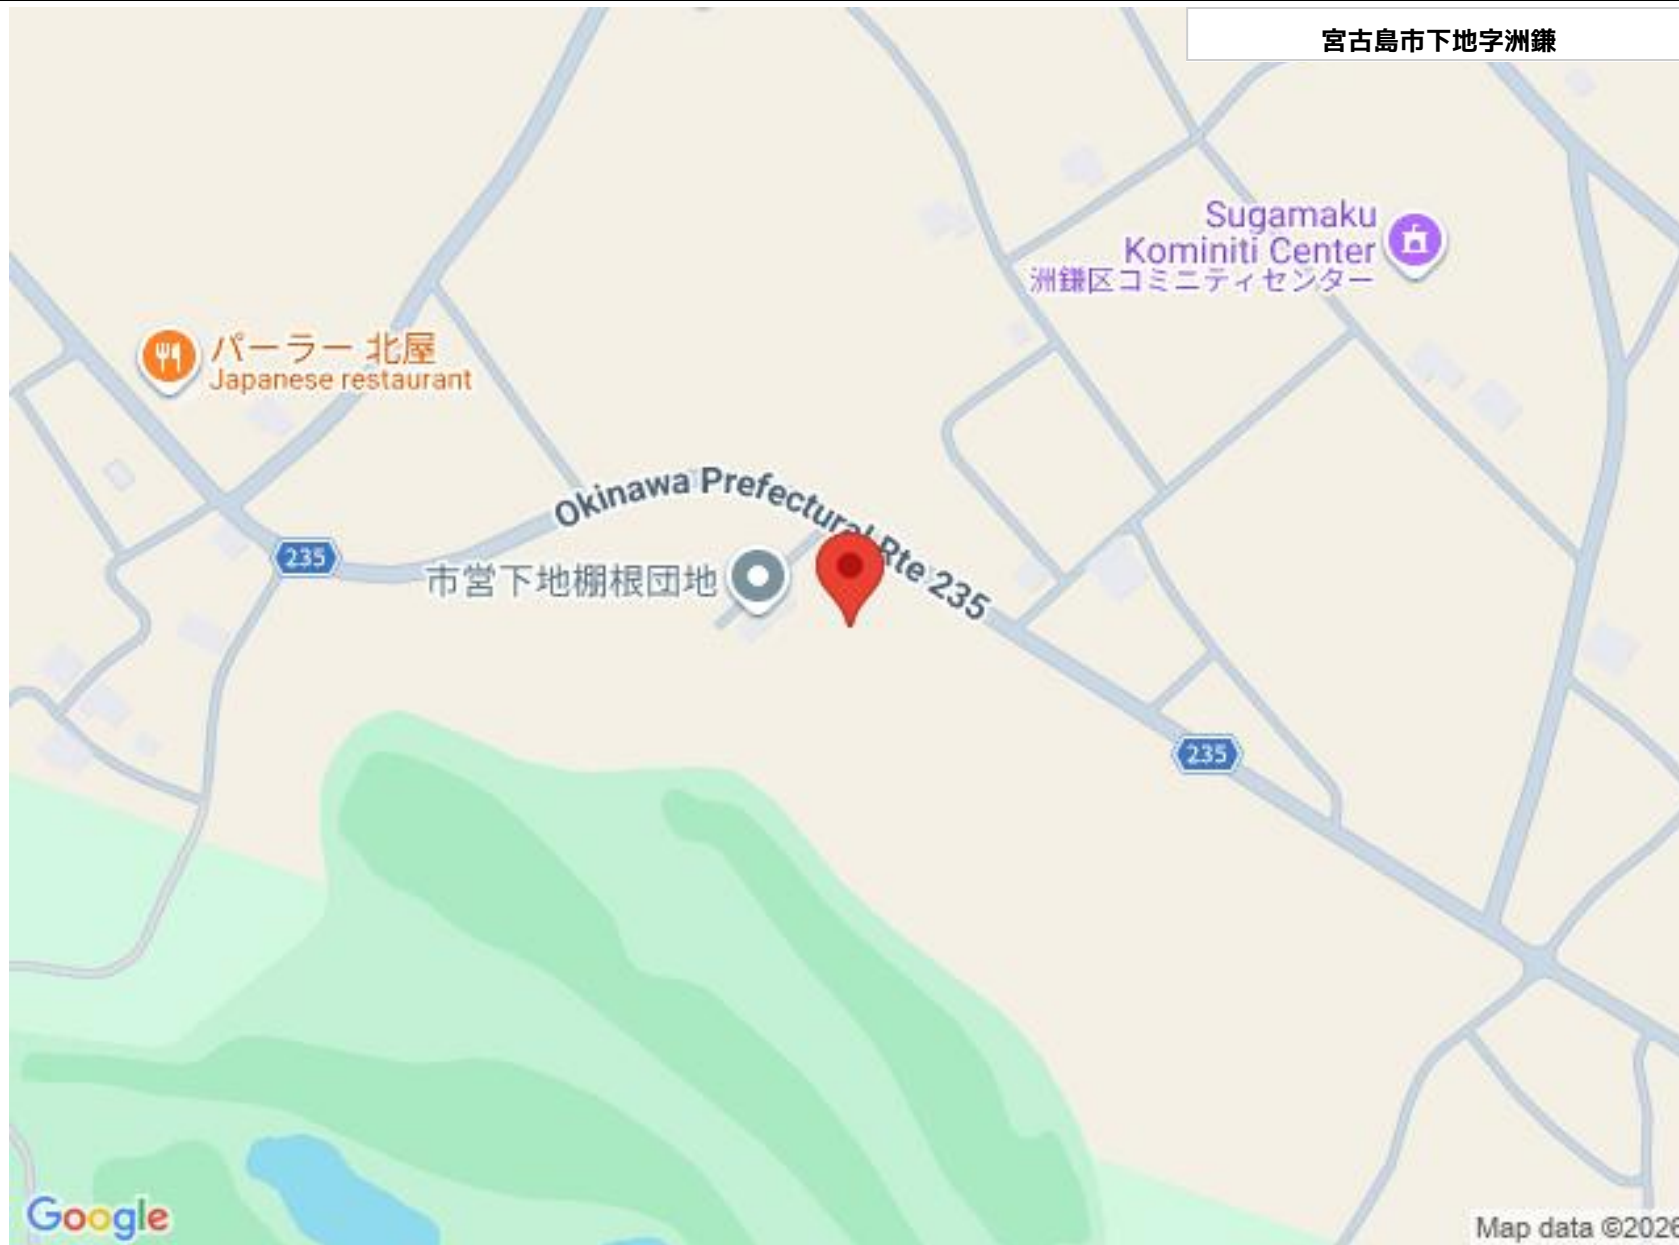 宮古島市下地字洲鎌
Sugamaku
Kominiti Center
洲鎌区コミニティセンター
パーラー 北屋
Japanese restaurant
Okinawa Prefectural Rte 235
235
市営下地棚根団地
235
Google
Map data ©2026